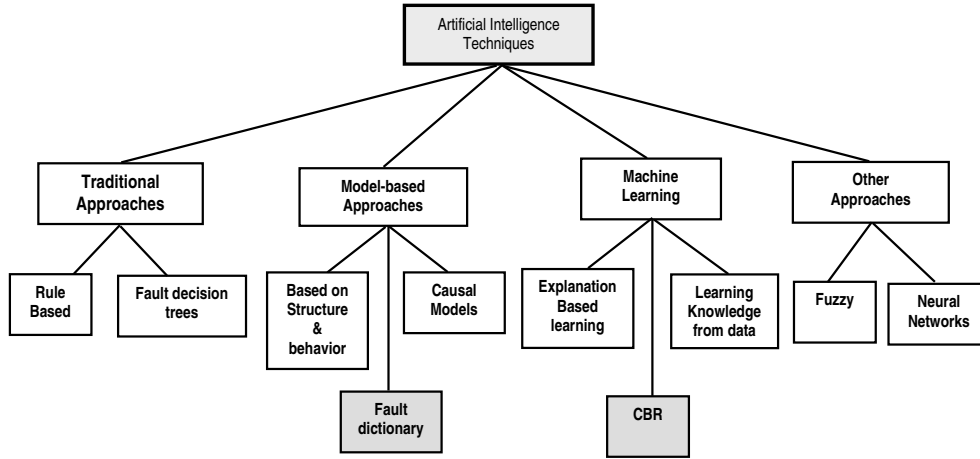 Artificial Intelligence
Techniques
Traditional
Approaches
Model-based
Approaches
Machine
Learning
Other
Approaches
Rule
Based
Fault decision
trees
Based on
Structure
&
behavior
Causal
Models
Explanation
Based
learning
Learning
Knowledge
from data
Fuzzy
Neural
Networks
Fault
dictionary
CBR